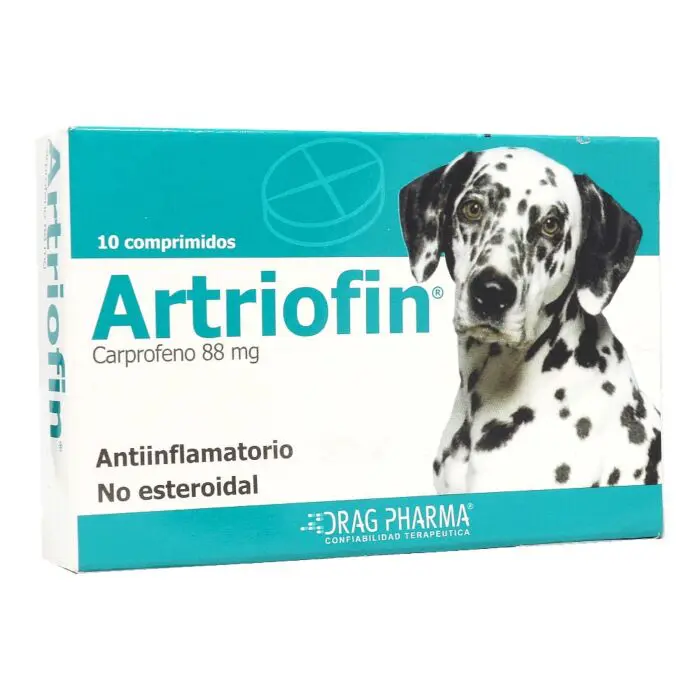 10 comprimidos
Artriofin®
Carprofeno 88 mg
Antiinflamatorio
No esteroidal
DRAG PHARMA®
CONFIABILIDAD TERAPEUTICA
Artriofin®